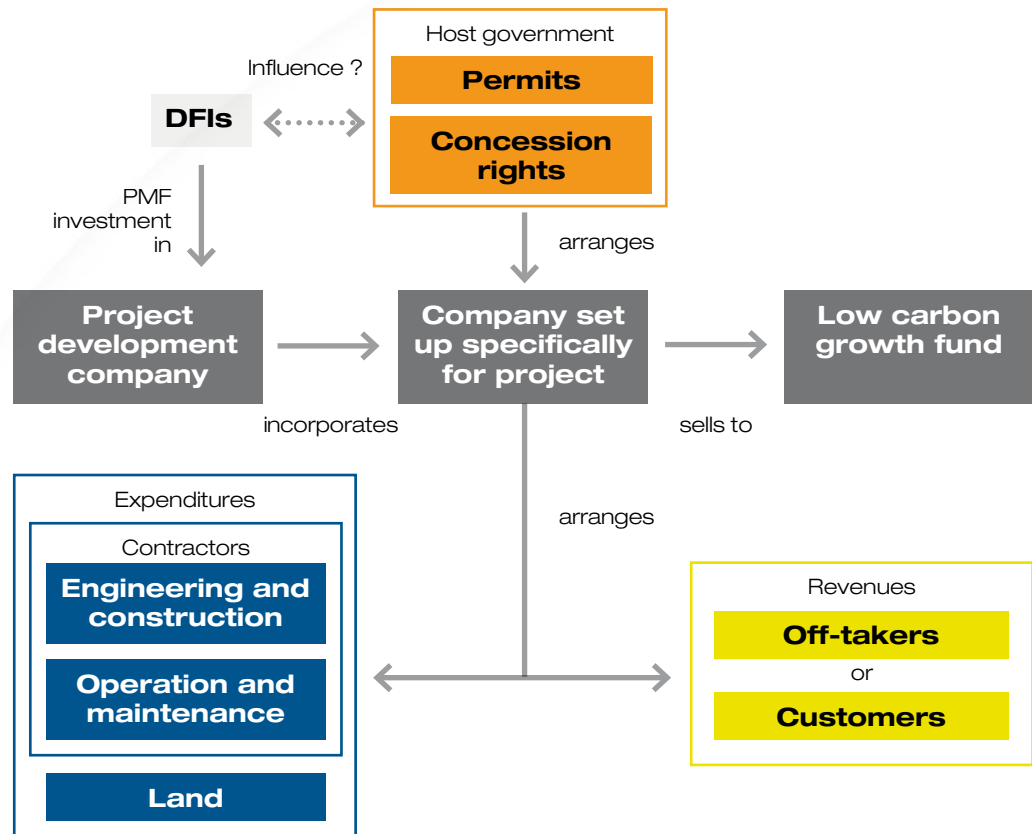 Host government
Influence ?
Permits
DFIs
Concession
rights
PMF
investment
in
arranges
Project
development
company
Company set
up specifically
for project
Low carbon
growth fund
incorporates
sells to
Expenditures
arranges
Contractors
Engineering and
construction
Operation and
maintenance
Land
Revenues
Off-takers
or
Customers